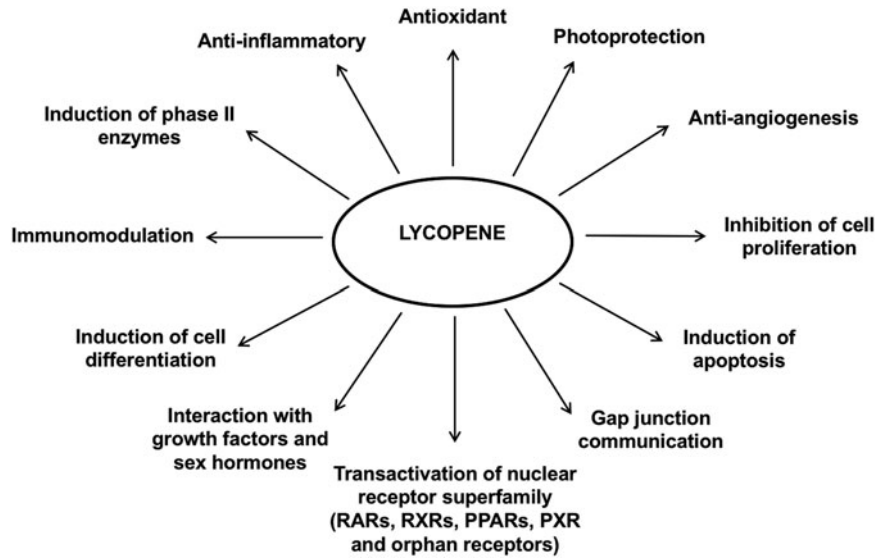 Antioxidant
Anti-inflammatory
Photoprotection
Induction of phase II
enzymes
Anti-angiogenesis
Immunomodulation
LYCOPENE
Inhibition of cell
proliferation
Induction of cell
differentiation
Induction of
apoptosis
Interaction with
growth factors and
sex hormones
Gap junction
communication
Transactivation of nuclear
receptor superfamily
(RARs, RXRs, PPARs, PXR
and orphan receptors)